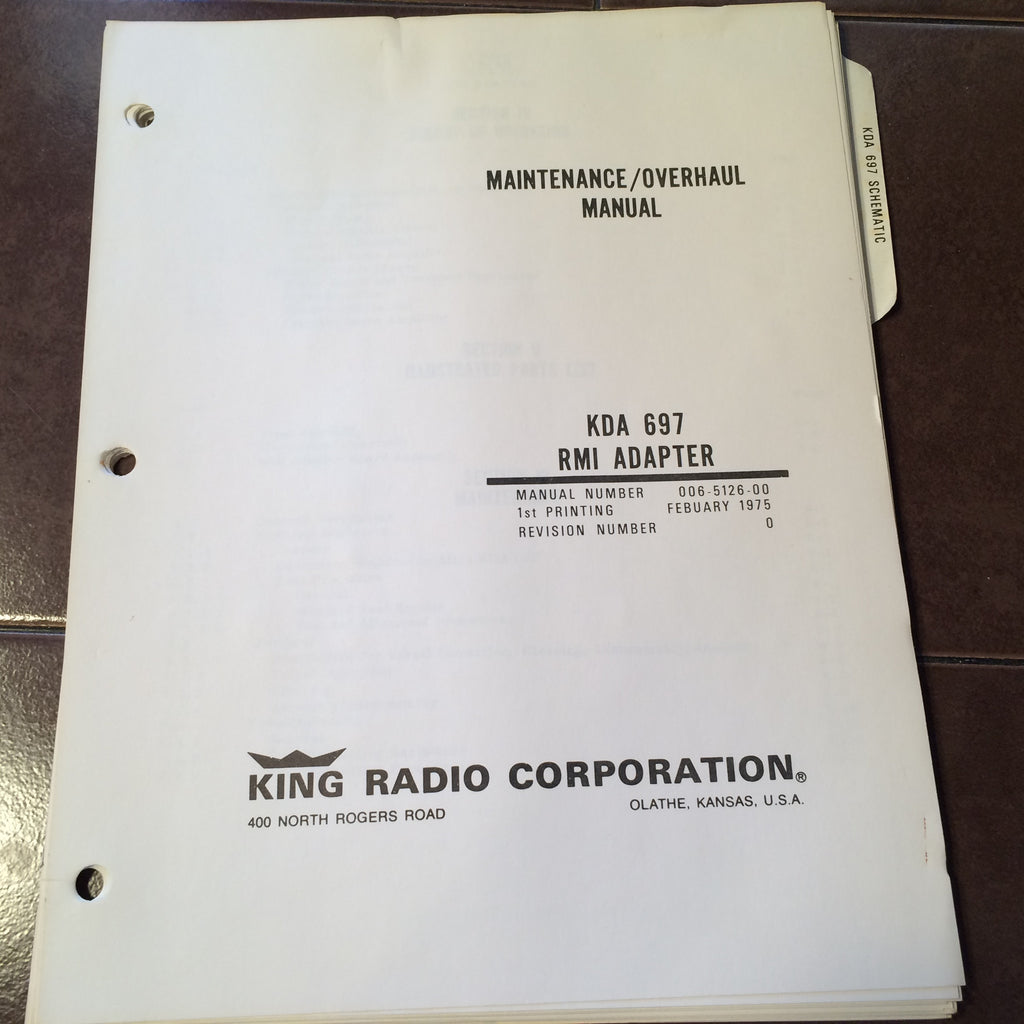 MAINTENANCE/OVERHAUL
MANUAL
KDA 697 SCHEMATIC
KDA 697
RMI ADAPTER
MANUAL NUMBER 006-5126-00
1st PRINTING FEBUARY 1975
REVISION NUMBER 0
KING RADIO CORPORATION®
400 NORTH ROGERS ROAD OLATHE, KANSAS, U.S.A.